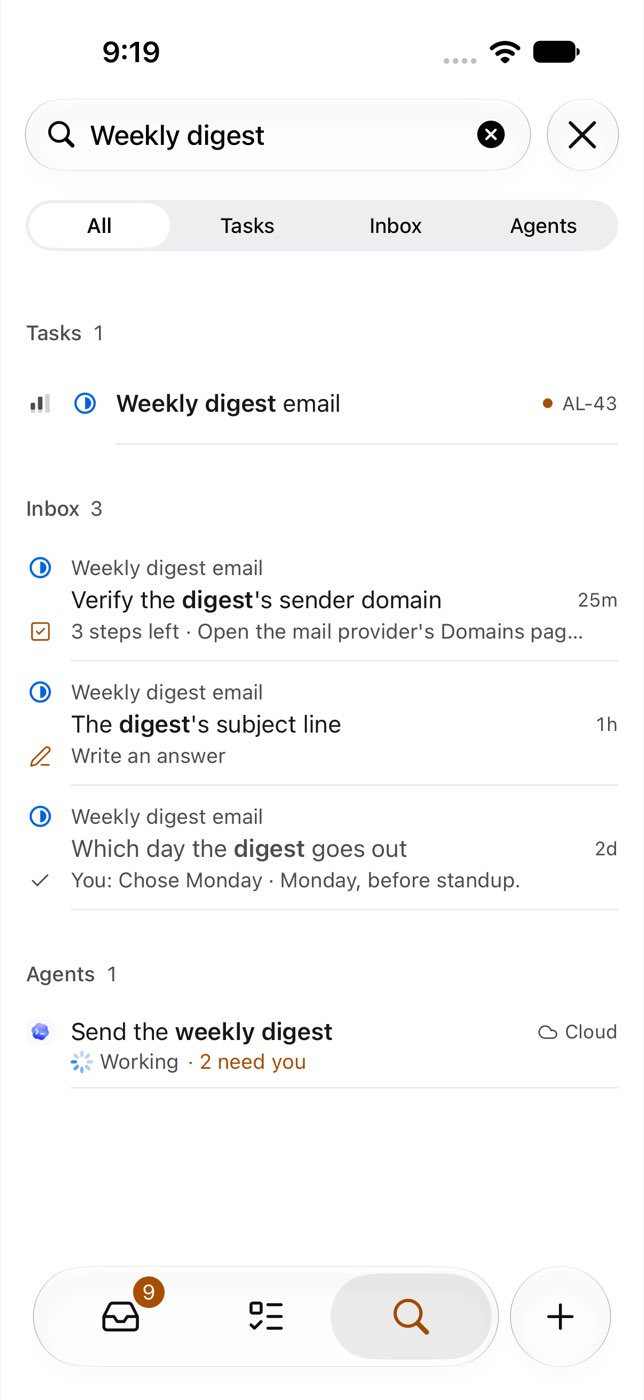 9:19
Weekly digest
All Tasks Inbox Agents
Tasks 1
Weekly digest email AL-43
Inbox 3
Weekly digest email
Verify the digest's sender domain 25m
3 steps left · Open the mail provider's Domains pag...
Weekly digest email
The digest's subject line 1h
Write an answer
Weekly digest email
Which day the digest goes out 2d
You: Chose Monday · Monday, before standup.
Agents 1
Send the weekly digest Cloud
Working · 2 need you
9